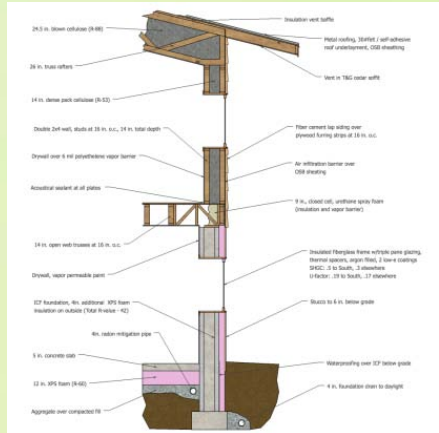 24.5 in. blown cellulose (R-88)
26 in. truss rafters
14 in. dense pack cellulose (R-53)
Double 2x4 wall, studs at 16 in. o.c., 14 in. total depth
Drywall over 6 mil polyethelene vapor barrier
Acoustical sealant at all plates
14 in. open web trusses at 16 in. o.c.
Drywall, vapor permeable paint
ICF foundation, 4in. additional XPS foam
insulation on outside (Total R-value - 42)
4in. radon mitigation pipe
5 in. concrete slab
12 in. XPS foam (R-60)
Aggregate over compacted fill
Insulation vent baffle
Metal roofing, 30#felt / self-adhesive
roof underlayment, OSB sheathing
Vent in T&G cedar soffit
Fiber cement lap siding over
plywood furring strips at 16 in. o.c.
Air infiltration barrier over
OSB sheating
9 in. closed cell, urethane spray foam
(insulation and vapor barrier)
Insulated fiberglass frame w/triple pane glazing,
thermal spacers, argon filled, 2 low-e coatings
SHGC: .5 to South, .3 elsewhere
U-factor: .19 to South, .17 elsewhere
Stucco to 6 in. below grade
Waterproofing over ICF below grade
4 in. foundation drain to daylight